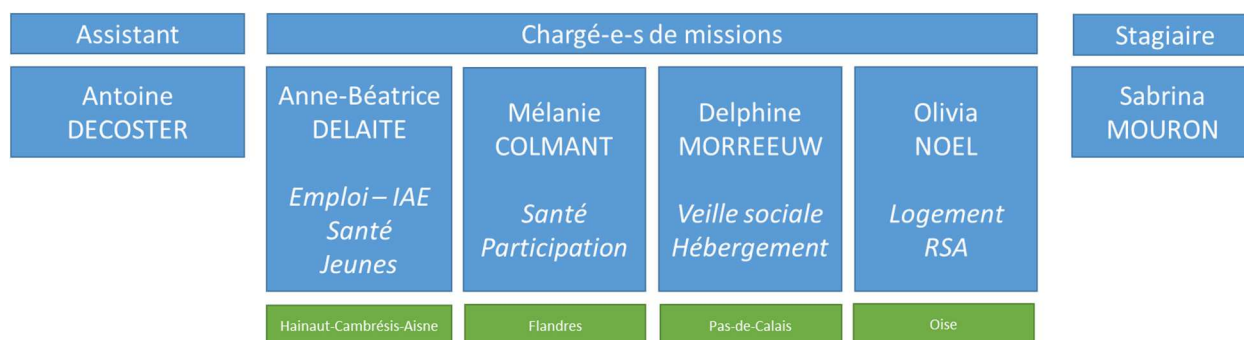 Assistant
Chargé-e-s de missions
Stagiaire
Antoine
DECOSTER
Anne-Béatrice
DELAITE
Emploi – IAE
Santé
Jeunes
Hainaut-Cambrésis-Aisne
Mélanie
COLMANT
Santé
Participation
Flandres
Delphine
MORREEUW
Veille sociale
Hébergement
Pas-de-Calais
Olivia
NOEL
Logement
RSA
Oise
Sabrina
MOURON